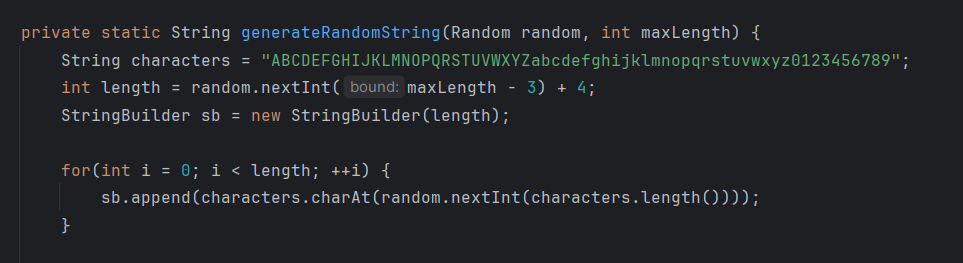 private static String generateRandomString(Random random, int maxLength) {
    String characters = "ABCDEFGHIJKLMNOPQRSTUVWXYZabcdefghijklmnopqrstuvwxyz0123456789";
    int length = random.nextInt( bound: maxLength - 3) + 4;
    StringBuilder sb = new StringBuilder(length);
    for(int i = 0; i < length; ++i) {
        sb.append(characters.charAt(random.nextInt(characters.length())));
    }